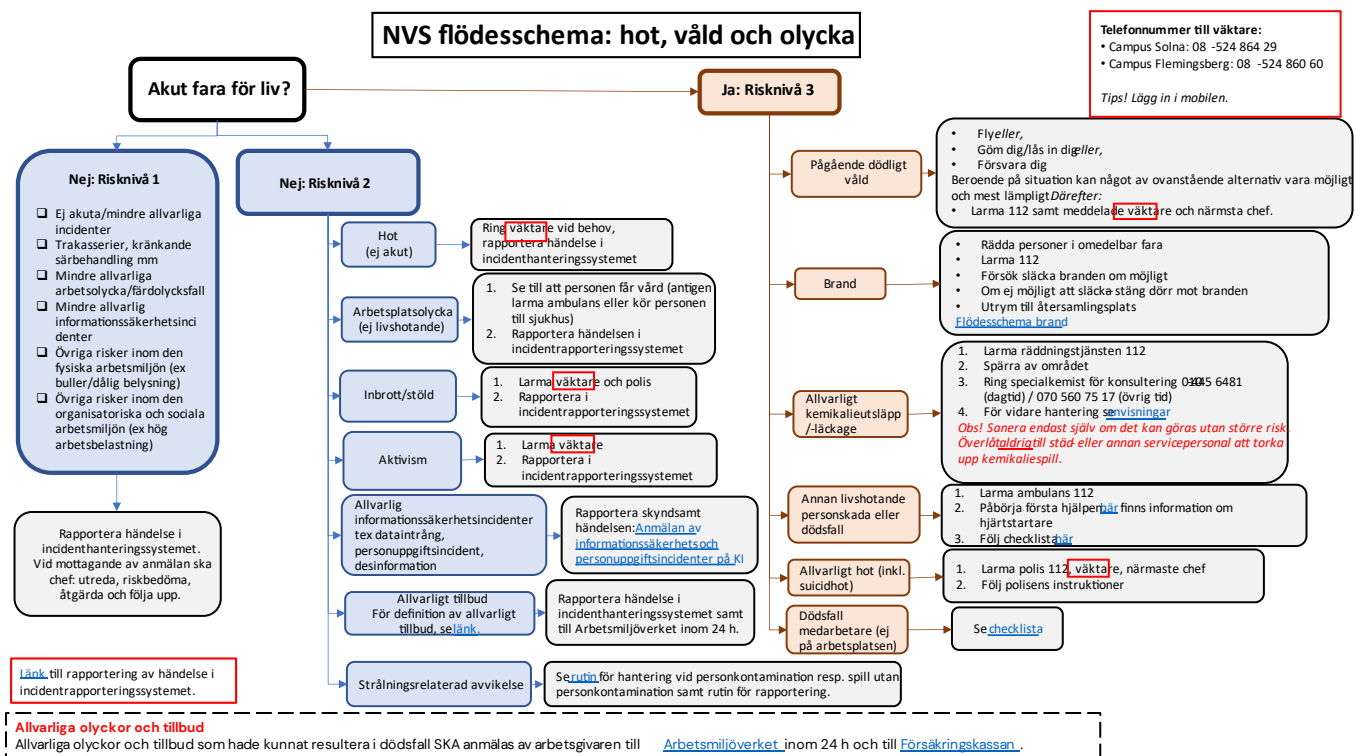 NVS flödesschema: hot, våld och olycka
Telefonnummer till väktare:
• Campus Solna: 08 -524 864 29
• Campus Flemingsberg: 08 -524 860 60
Tips! Lägg in i mobilen.
Akut fara för liv?
Ja: Risknivå 3
Nej: Risknivå 1
❑ Ej akuta/mindre allvarliga
incidenter
❑ Trakasserier, kränkande
särbehandling mm
❑ Mindre allvarliga
arbetsolycka/färdolycksfall
❑ Mindre allvarlig
informationssäkerhetsinci
denter
❑ Övriga risker inom den
fysiska arbetsmiljön (ex
buller/dålig belysning)
❑ Övriga risker inom den
organisatoriska och sociala
arbetsmiljön (ex hög
arbetsbelastning)
Rapportera händelse i
incidenthanteringssystemet.
Vid mottagande av anmälan ska
chef: utreda, riskbedöma,
åtgärda och följa upp.
Länk till rapportering av händelse i
incidentrapporteringssystemet.
Nej: Risknivå 2
Hot
(ej akut)
Ring väktare vid behov,
rapportera händelse i
incidenthanteringssystemet
Arbetsplatsolycka
(ej livshotande)
1. Se till att personen får vård (antigen
larma ambulans eller kör personen
till sjukhus)
2. Rapportera händelsen i
incidentrapporteringssystemet
Inbrott/stöld
1. Larma väktare och polis
2. Rapportera i
incidentrapporteringssystemet
Aktivism
1. Larma väktare
2. Rapportera i
incidentrapporteringssystemet
Allvarlig
informationssäkerhetsincidenter
tex dataintrång,
personuppgiftsincident,
desinformation
Rapportera skyndsamt
händelsen: Anmälan av
informationssäkerhets och
personuppgiftsincidenter på KI
Allvarligt tillbud
För definition av allvarligt
tillbud, se länk.
Rapportera händelse i
incidenthanteringssystemet samt
till Arbetsmiljöverket inom 24 h.
Strålningsrelaterad avvikelse
Se rutin för hantering vid personkontamination resp. spill utan
personkontamination samt rutin för rapportering.
Pågående dödligt
våld
• Fly eller,
• Göm dig/lås in dig eller,
• Försvara dig
Beroende på situation kan något av ovanstående alternativ vara möjligt
och mest lämpligt Därefter:
• Larma 112 samt meddela de väktare och närmsta chef.
Brand
• Rädda personer i omedelbar fara
• Larma 112
• Försök släcka branden om möjligt
• Om ej möjligt att släcka- stäng dörr mot branden
• Utrym till återsamlingsplats
Flödesschema brand
Allvarligt
kemikalieutsläpp
/-läckage
1. Larma räddningstjänsten 112
2. Spärra av området
3. Ring specialkemist för konsultering 6481
(dagtid) / 070 560 75 17 (övrig tid)
4. För vidare hantering se anvisningar
Obs! Sanera endast själv om det kan göras utan större risk.
Överlåt aldrig till städ- eller annan servicepersonal att torka
upp kemikaliespill.
Annan livshotande
personskada eller
dödsfall
1. Larma ambulans 112
2. Påbörja första hjälpen, här finns information om
hjärtstartare
3. Följ checklista här
Allvarligt hot (inkl.
suicidhot)
1. Larma polis 112, väktare, närmaste chef
2. Följ polisens instruktioner
Dödsfall
medarbetare (ej
på arbetsplatsen)
Se checklista
Allvarliga olyckor och tillbud
Allvarliga olyckor och tillbud som hade kunnat resultera i dödsfall SKA anmälas av arbetsgivaren till Arbetsmiljöverket inom 24 h och till Försäkringskassan .